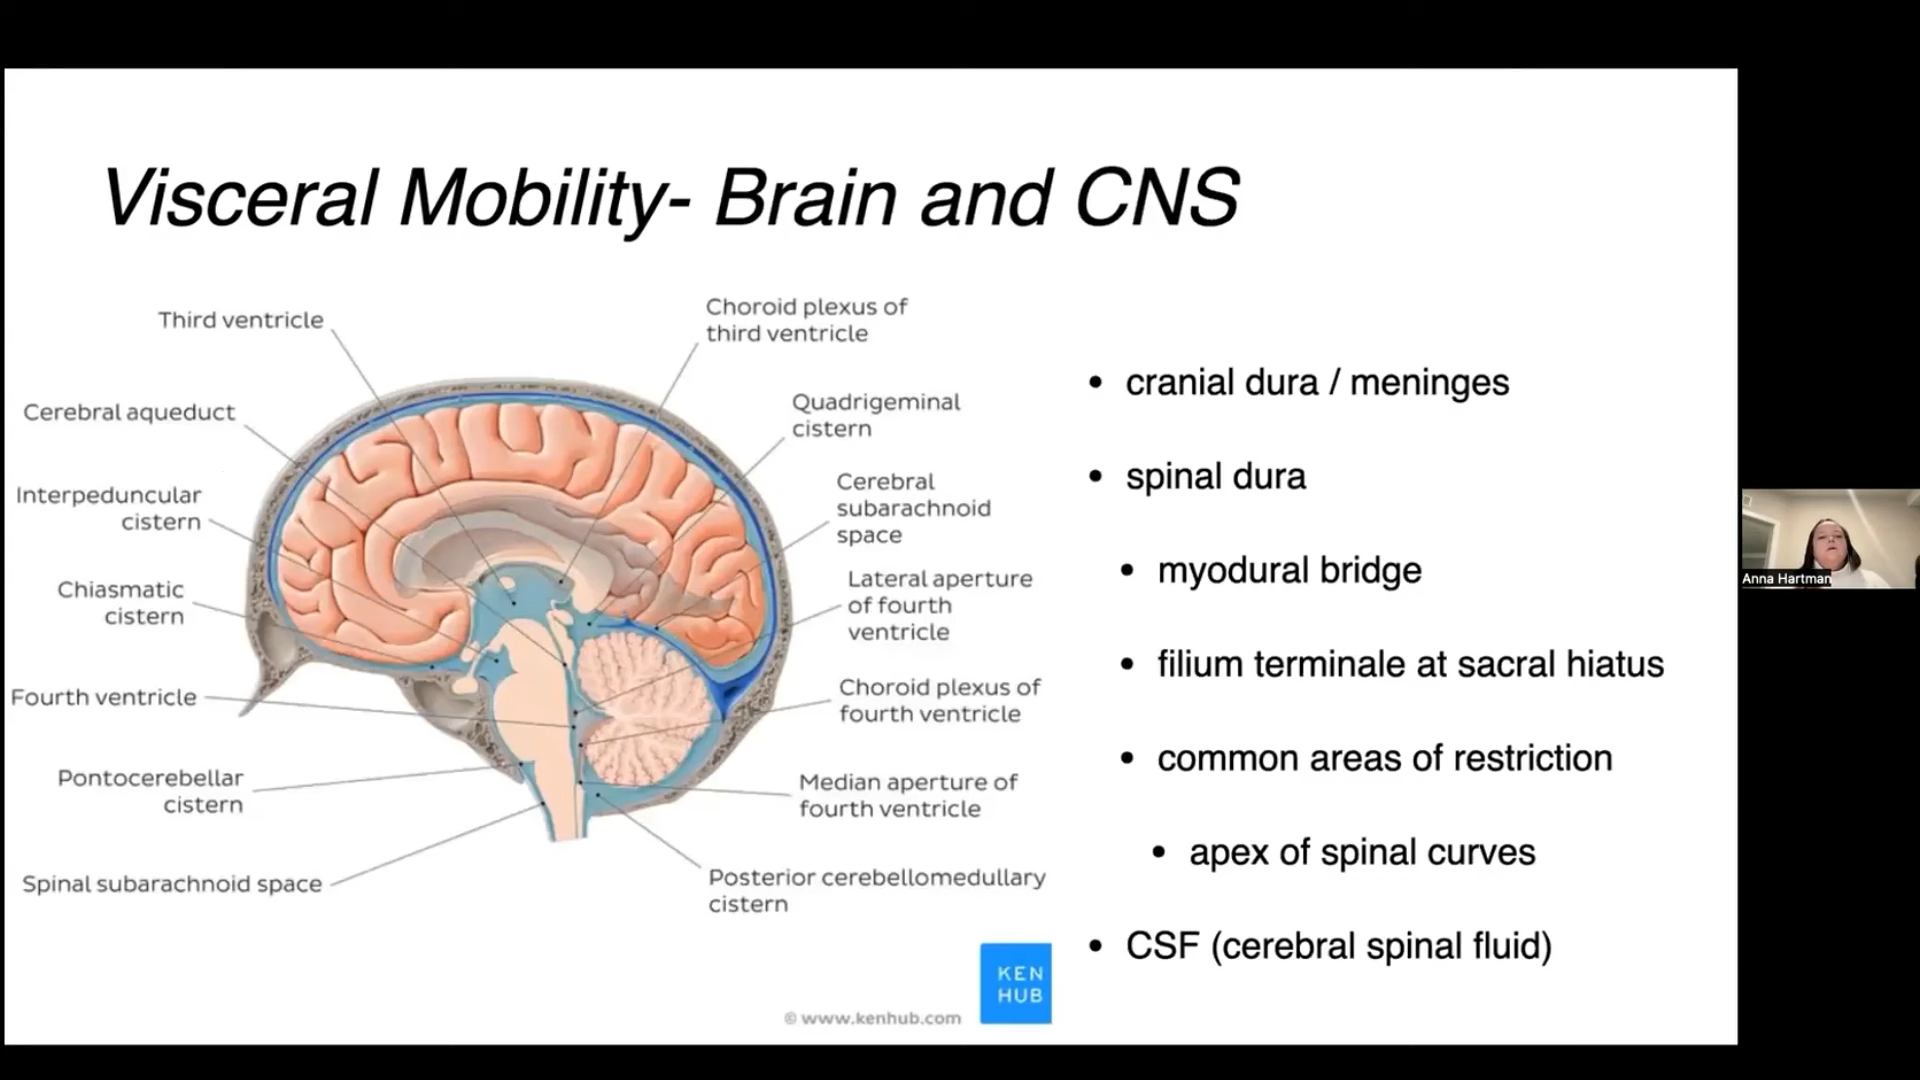 Visceral Mobility- Brain and CNS
Third ventricle
Cerebral aqueduct
Interpeduncular
cistern
Chiasmatic
cistern
Fourth ventricle
Pontocerebellar
cistern
Spinal subarachnoid space
Choroid plexus of
third ventricle
Quadrigeminal
cistern
Cerebral
subarachnoid
space
Lateral aperture
of fourth
ventricle
Choroid plexus of
fourth ventricle
Median aperture of
fourth ventricle
Posterior cerebellomedullary
cistern
KEN
HUB
© www.kenhub.com
• cranial dura / meninges
• spinal dura
• myodural bridge
• filium terminale at sacral hiatus
• common areas of restriction
• apex of spinal curves
• CSF (cerebral spinal fluid)
Anna Hartman